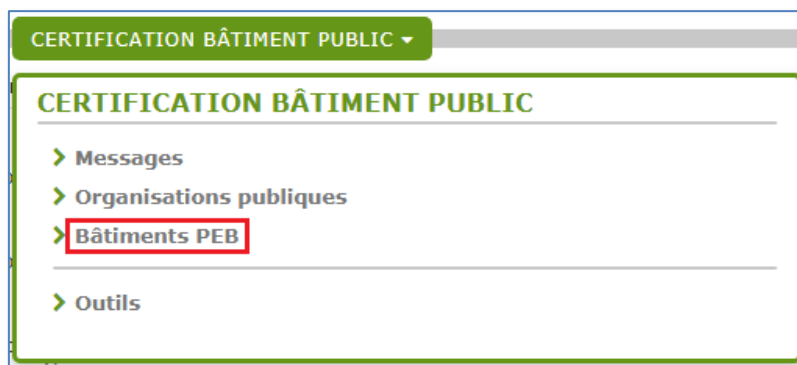 CERTIFICATION BÂTIMENT PUBLIC
CERTIFICATION BÂTIMENT PUBLIC
Messages
Organisations publiques
Bâtiments PEB
Outils